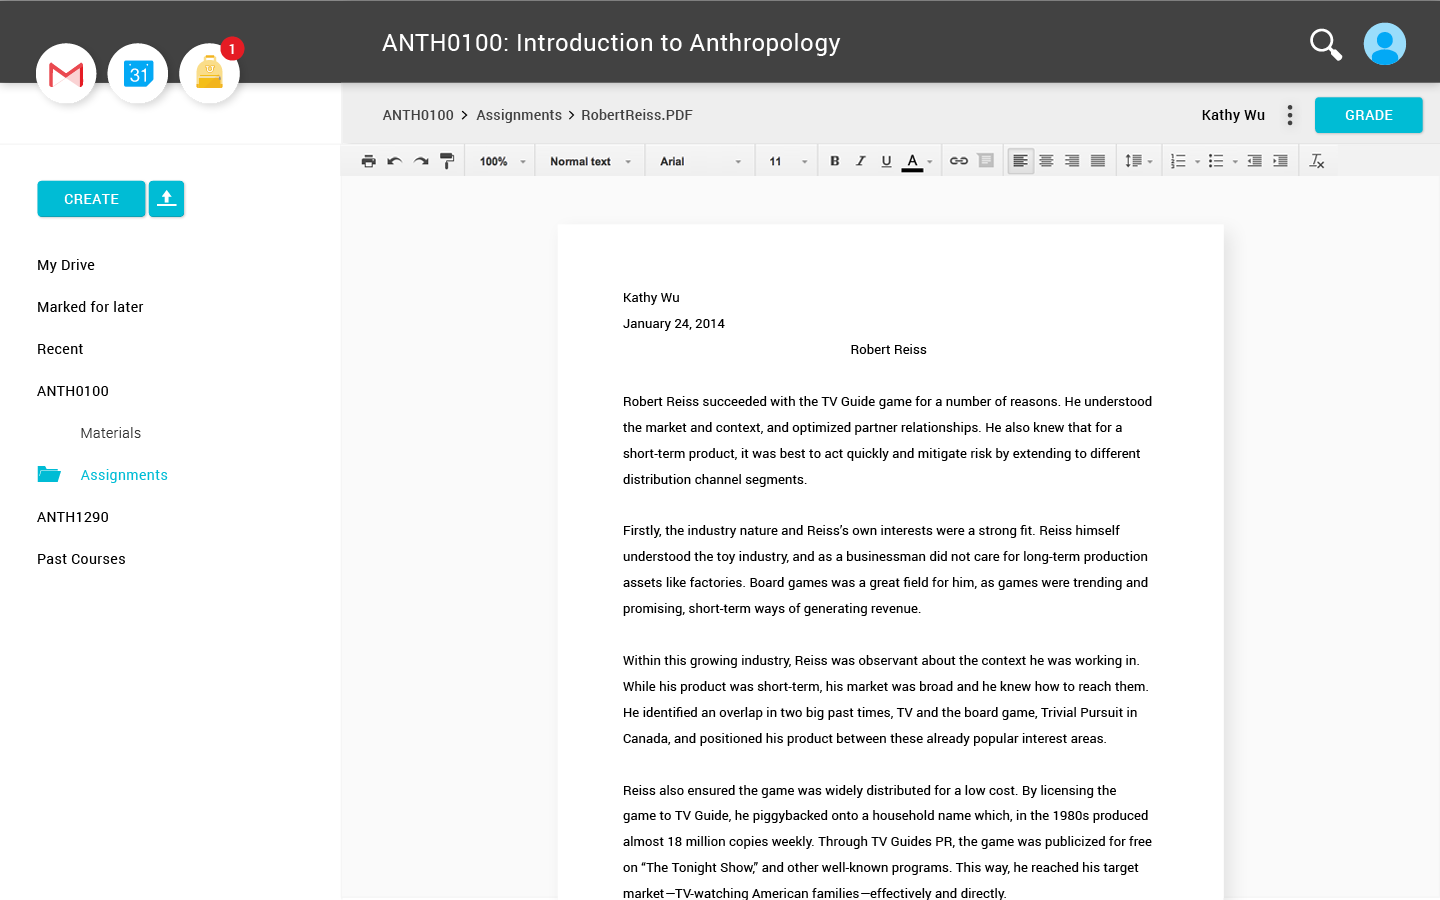 ANTH0100: Introduction to Anthropology
31
1
ANTH0100 > Assignments > RobertReiss.PDF
Kathy Wu
GRADE
100%
Normal text
Arial
11
B I U A
CREATE
My Drive
Marked for later
Recent
ANTH0100
Materials
Assignments
ANTH1290
Past Courses
Kathy Wu
January 24, 2014
Robert Reiss
Robert Reiss succeeded with the TV Guide game for a number of reasons. He understood
the market and context, and optimized partner relationships. He also knew that for a
short-term product, it was best to act quickly and mitigate risk by extending to different
distribution channel segments.
Firstly, the industry nature and Reiss’s own interests were a strong fit. Reiss himself
understood the toy industry, and as a businessman did not care for long-term production
assets like factories. Board games was a great field for him, as games were trending and
promising, short-term ways of generating revenue.
Within this growing industry, Reiss was observant about the context he was working in.
While his product was short-term, his market was broad and he knew how to reach them.
He identified an overlap in two big past times, TV and the board game, Trivial Pursuit in
Canada, and positioned his product between these already popular interest areas.
Reiss also ensured the game was widely distributed for a low cost. By licensing the
game to TV Guide, he piggybacked onto a household name which, in the 1980s produced
almost 18 million copies weekly. Through TV Guides PR, the game was publicized for free
on “The Tonight Show,” and other well-known programs. This way, he reached his target
market—TV-watching American families—effectively and directly.